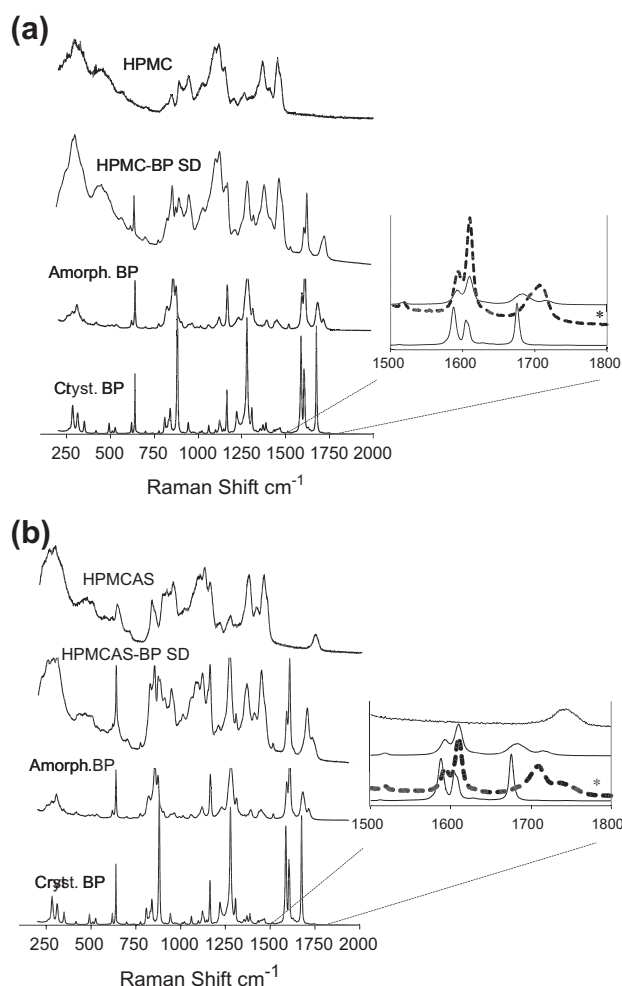 (a)
HPMC
HPMC-BP SD
Amorph. BP
*
1500 1600 1700 1800
Cryst. BP
250 500 750 1000 1250 1500 1750 2000
Raman Shift cm-1
(b)
HPMCAS
HPMCAS-BP SD
Amorph.BP
*
1500 1600 1700 1800
Cryst. BP
250 500 750 1000 1250 1500 1750 2000
Raman Shift cm-1